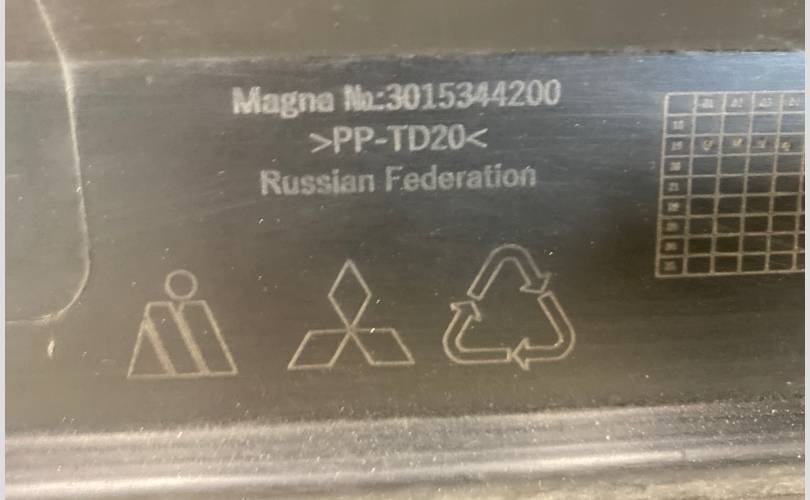 Magna №:3015344200
>PP-TD20<
Russian Federation